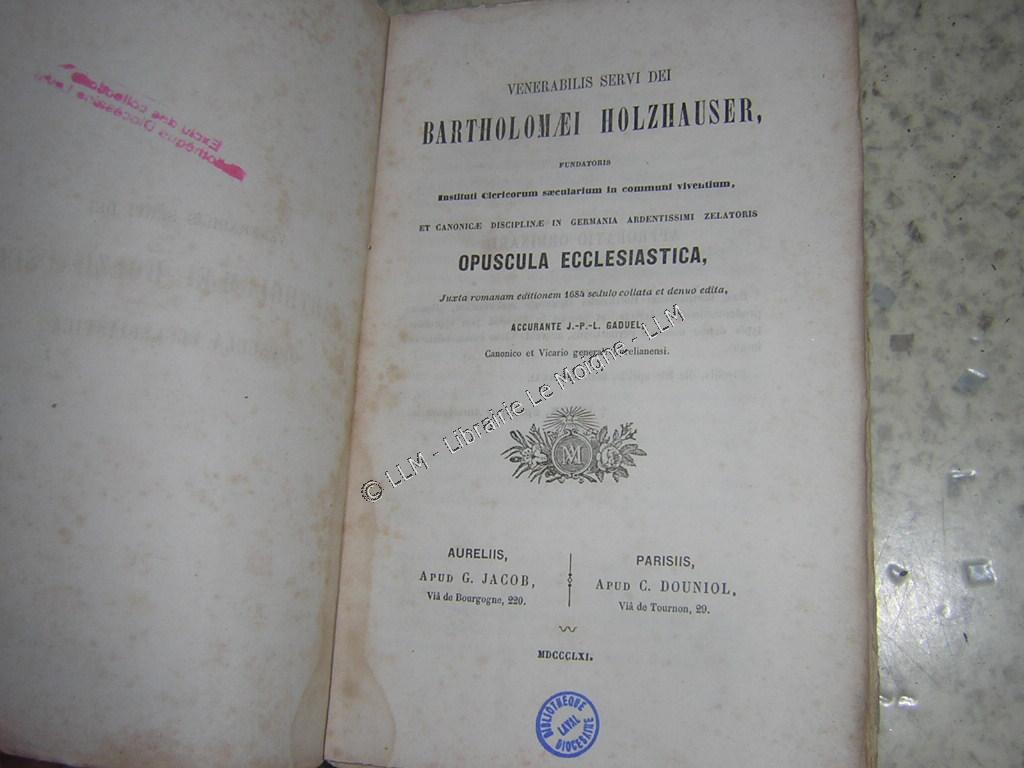 VENERABILIS SERVI DEI
BARTHOLOMÆI HOLZHAUSER,
FUNDATORIS
Instituti Clericorum sæcularium in communi viventium,
ET CANONICÆ DISCIPLINÆ IN GERMANIA ARDENTISSIMI ZELATORIS
OPUSCULA ECCLESIASTICA,
Juxta romanam editionem 1684 sedulo collata et denuo edita,
ACCURANTE J.-P.-L. GADUEL,
Canonico et Vicario generali Aurelianensi.
© LLM - Librairie Le Moigne - LLM
AURELIIS,
APUD G. JACOB,
Viâ de Bourgogne, 220.
PARISIIS,
APUD C. DOUNIOL,
Viâ de Tournon, 29.
MDCCCLXI.
BIBLIOTHEQUE
LAVAL
DIOCESAINE